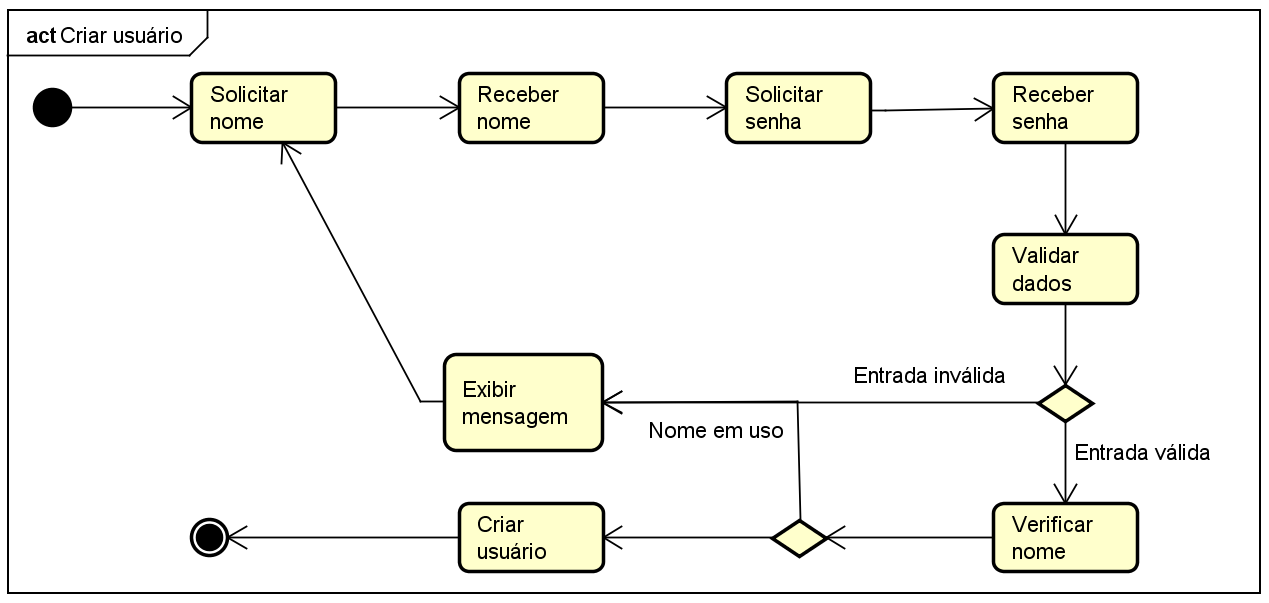 act Criar usuário
Solicitar
nome
Receber
nome
Solicitar
senha
Receber
senha
Validar
dados
Entrada inválida
Exibir
mensagem
Nome em uso
Entrada válida
Criar
usuário
Verificar
nome